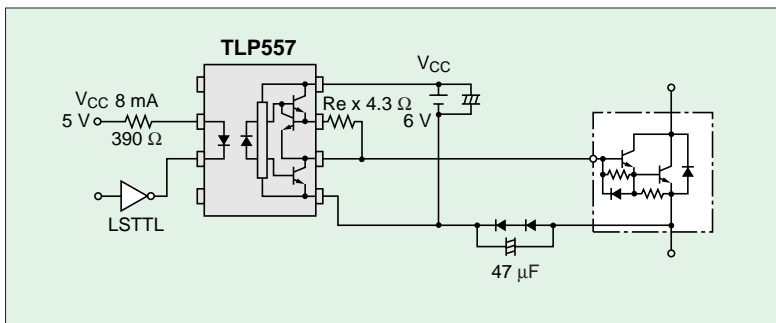 TLP557
VCC 8 mA
5 V
390 Ω
LSTTL
VCC
Re x 4.3 Ω
6 V
47 μF